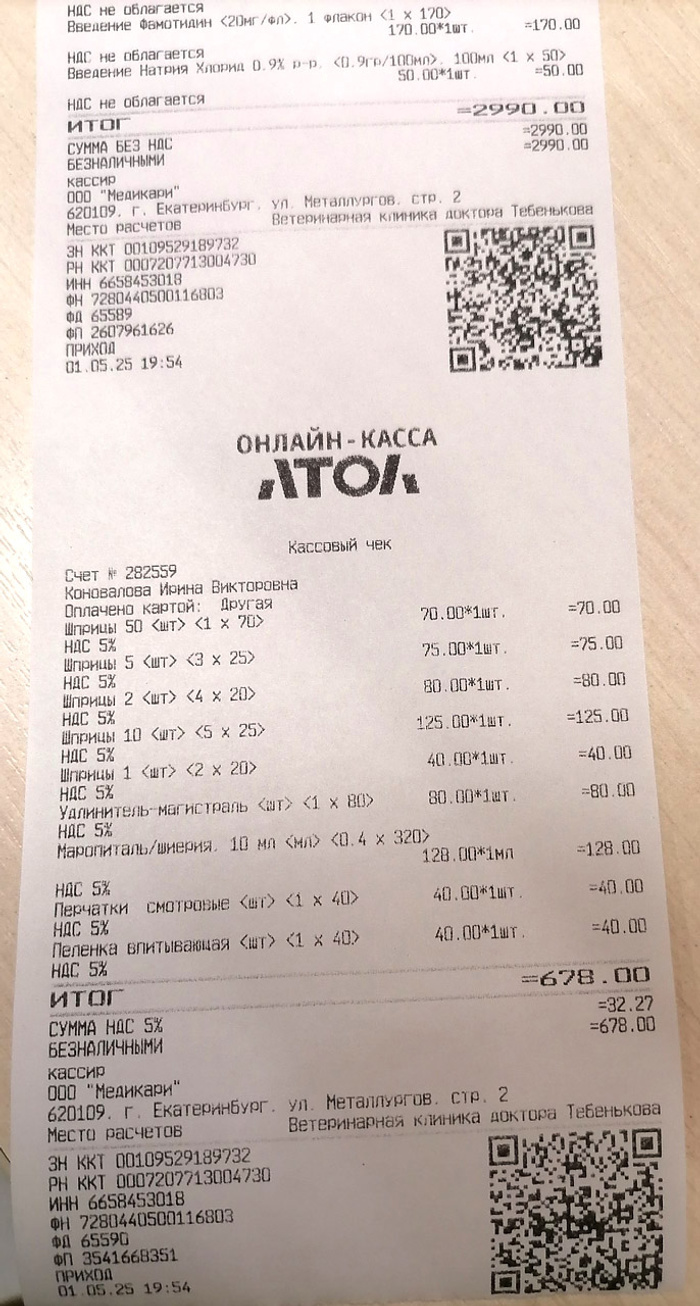 НДС не облагается
Введение Фамотидин <20мг/фл>. 1 флакон <1 x 170>
170.00*1шт. =170.00
НДС не облагается
Введение Натрия Хлорид 0.9% р-р. <0.9гр/100мл>. 100мл <1 x 50>
50.00*1шт. =50.00
НДС не облагается
ИТОГ =2990.00
СУММА БЕЗ НДС =2990.00
БЕЗНАЛИЧНЫМИ =2990.00
кассир
ООО "Медикари"
620109. г. Екатеринбург. ул. Металлургов. стр. 2
Место расчетов Ветеринарная клиника доктора Тебенькова
ЗН ККТ 00109529189732
РН ККТ 0007207713004730
ИНН 6658453018
ФН 7280440500116803
ФД 65589
ФП 2607961626
ПРИХОД
01.05.25 19:54
ОНЛАЙН-КАССА
АТОЛ
Кассовый чек
Счет № 282559
Коновалова Ирина Викторовна
Оплачено картой: Другая
Шприцы 50 <шт> <1 x 70> 70.00*1шт. =70.00
НДС 5%
Шприцы 5 <шт> <3 x 25> 75.00*1шт. =75.00
НДС 5%
Шприцы 2 <шт> <4 x 20> 80.00*1шт. =80.00
НДС 5%
Шприцы 10 <шт> <5 x 25> 125.00*1шт. =125.00
НДС 5%
Шприцы 1 <шт> <2 x 20> 40.00*1шт. =40.00
НДС 5%
Удлинитель-магистраль <шт> <1 x 80> 80.00*1шт. =80.00
НДС 5%
Маропиталь/шиерия. 10 мл <мл> <0.4 x 320>
128.00*1мл =128.00
НДС 5%
Перчатки смотровые <шт> <1 x 40> 40.00*1шт. =40.00
НДС 5%
Пеленка впитывающая <шт> <1 x 40> 40.00*1шт. =40.00
НДС 5%
ИТОГ =678.00
СУММА НДС 5% =32.27
БЕЗНАЛИЧНЫМИ =678.00
кассир
ООО "Медикари"
620109. г. Екатеринбург. ул. Металлургов. стр. 2
Место расчетов Ветеринарная клиника доктора Тебенькова
ЗН ККТ 00109529189732
РН ККТ 0007207713004730
ИНН 6658453018
ФН 7280440500116803
ФД 65590
ФП 3541668351
ПРИХОД
01.05.25 19:54